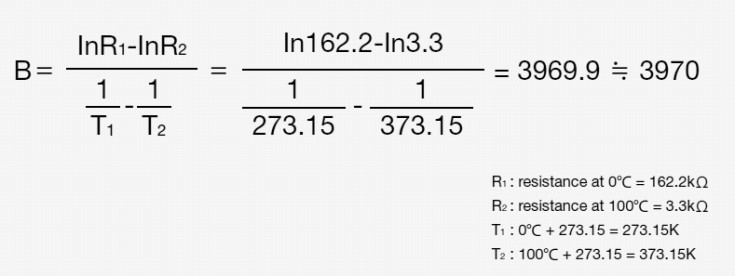 B = (lnR₁-lnR₂) / (1/T₁ - 1/T₂) = (ln162.2-ln3.3) / (1/273.15 - 1/373.15) = 3969.9 ≒ 3970
R₁ : resistance at 0℃ = 162.2kΩ
R₂ : resistance at 100℃ = 3.3kΩ
T₁ : 0℃ + 273.15 = 273.15K
T₂ : 100℃ + 273.15 = 373.15K